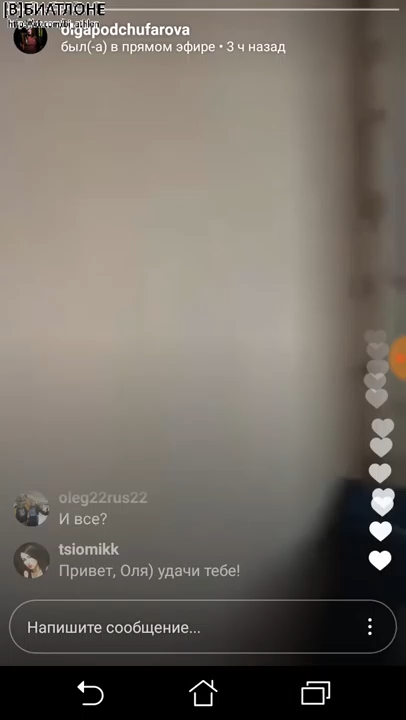 [B]БИАТЛОНЕ
olgapodchufarova
был(-а) в прямом эфире • 3 ч назад
oleg22rus22
И все?
tsiomikk
Привет, Оля) удачи тебе!
Напишите сообщение...